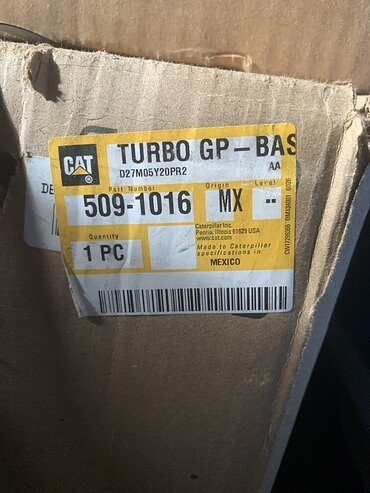 CAT
®
TURBO GP-BAS
D27M05Y20PR2
AA
Part Number
Origin
Level
509-1016
MX
--
Quantity
1 PC
Caterpillar Inc.
Peoria, Illinois 61629 USA
www.cat.com
Made to Caterpillar
specifications in
MEXICO
DE